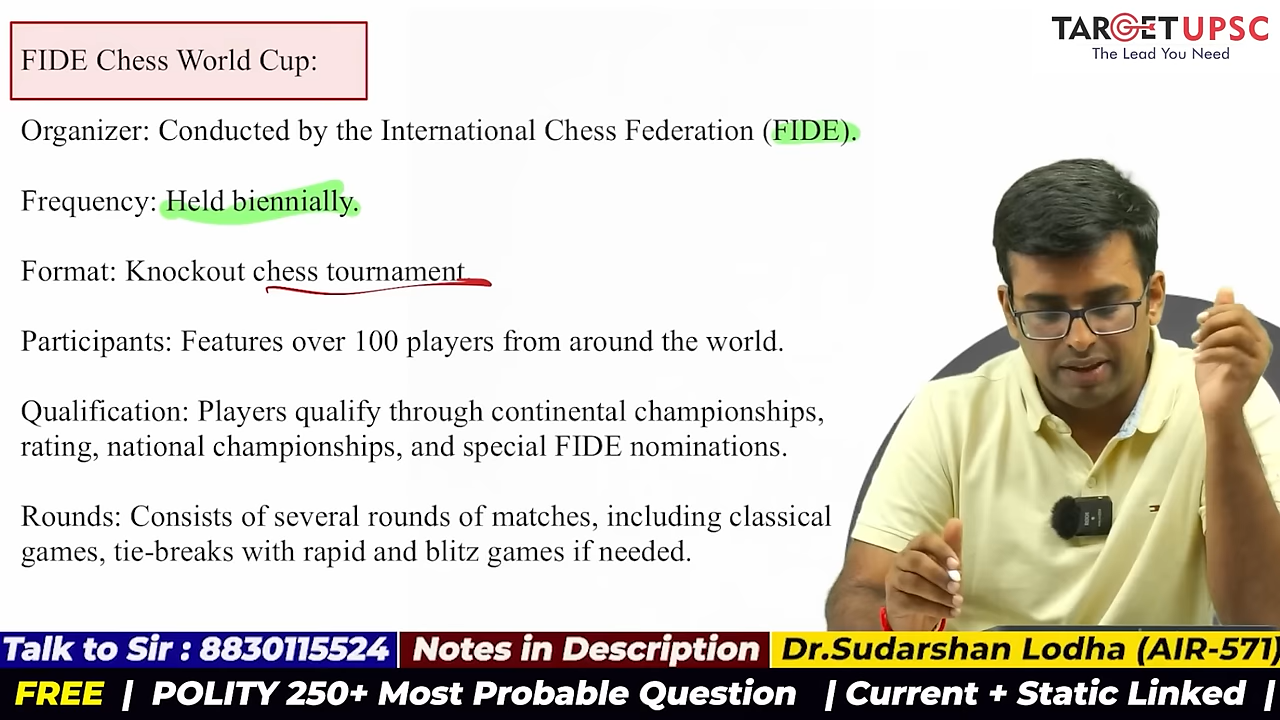 TARGETUPSC
The Lead You Need
FIDE Chess World Cup:
Organizer: Conducted by the International Chess Federation (FIDE).
Frequency: Held biennially.
Format: Knockout chess tournament.
Participants: Features over 100 players from around the world.
Qualification: Players qualify through continental championships,
rating, national championships, and special FIDE nominations.
Rounds: Consists of several rounds of matches, including classical
games, tie-breaks with rapid and blitz games if needed.
Talk to Sir : 8830115524 Notes in Description Dr.Sudarshan Lodha (AIR-571)
FREE | POLITY 250+ Most Probable Question | Current + Static Linked |